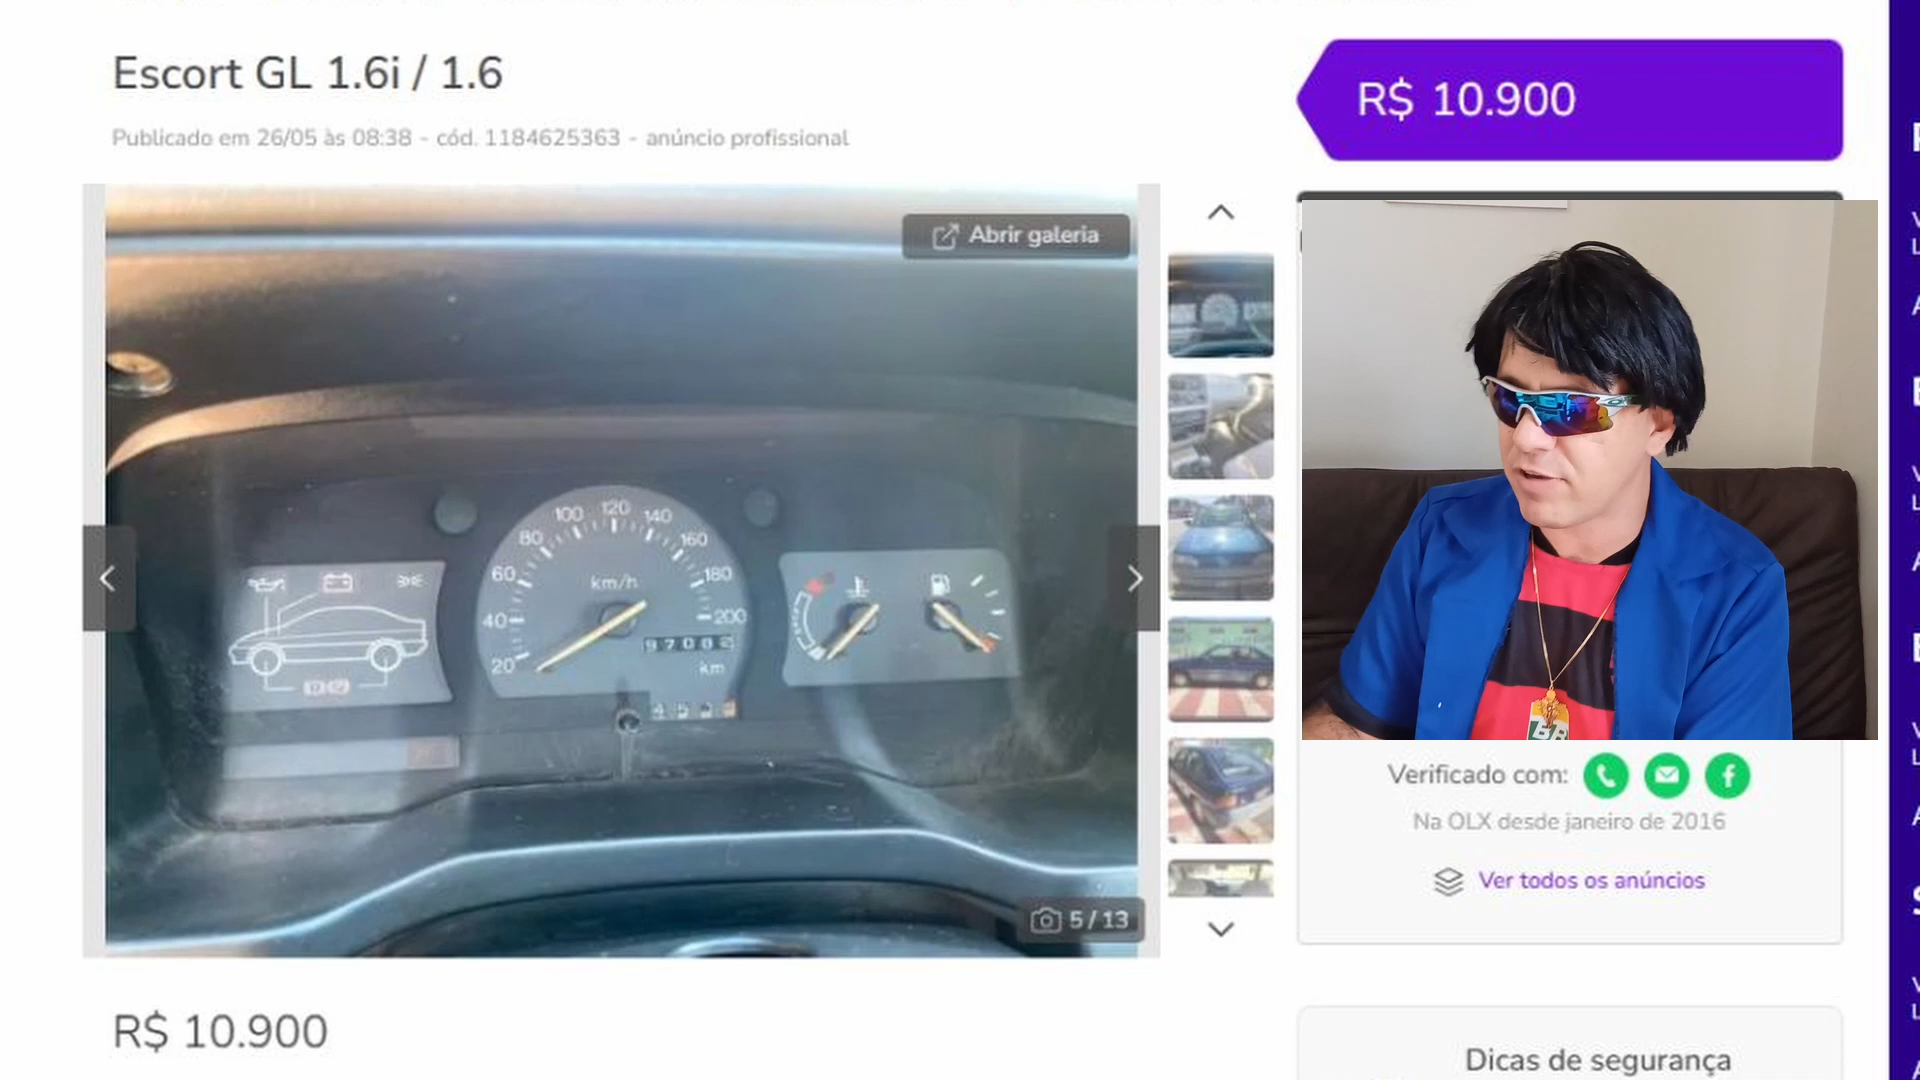 Escort GL 1.6i / 1.6
Publicado em 26/05 às 08:38 - cód. 1184625363 - anúncio profissional
R$ 10.900
Abrir galeria
20
40
60
80
100
120
140
160
180
200
km/h
km
5 / 13
BR
Verificado com:
Na OLX desde janeiro de 2016
Ver todos os anúncios
R$ 10.900
Dicas de segurança